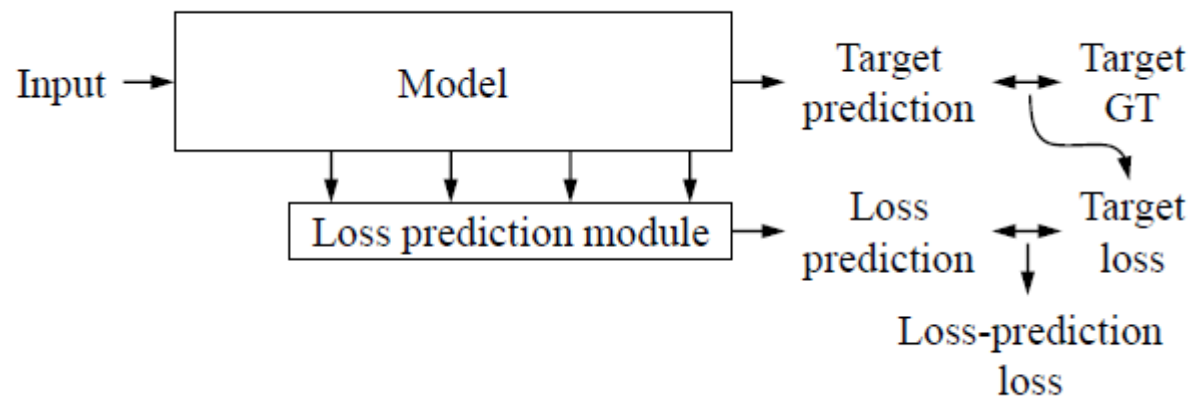 Input
Model
Target
prediction
Target
GT
Loss prediction module
Loss
prediction
Target
loss
Loss-prediction
loss